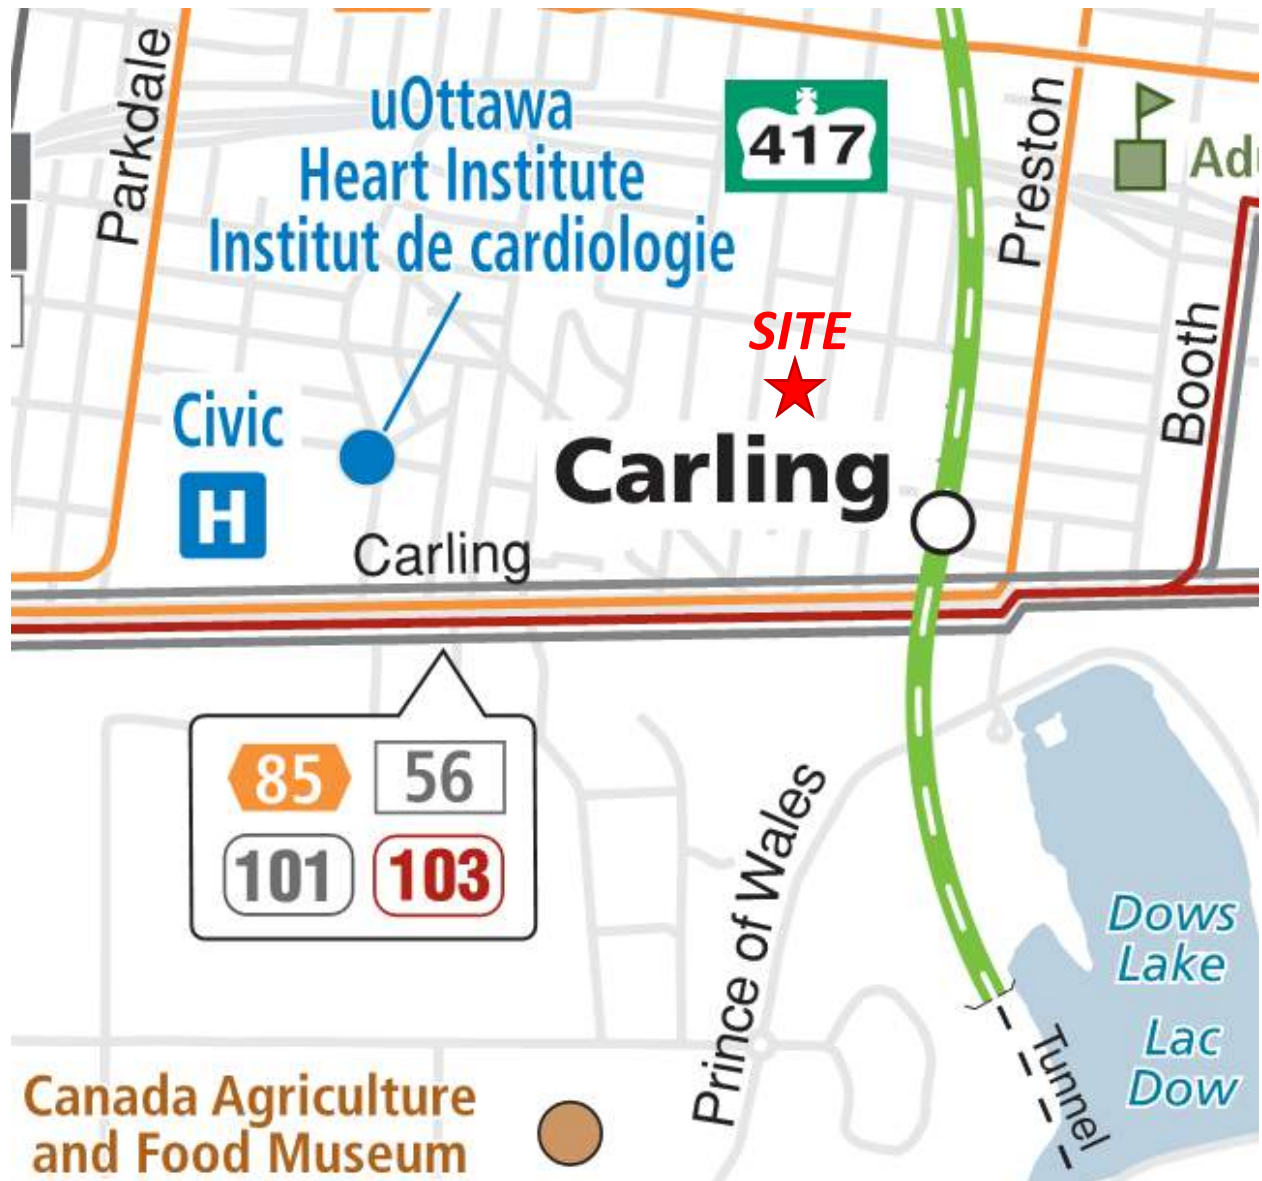 Parkdale
uOttawa
Heart Institute
Institut de cardiologie
417
Preston
SITE
Booth
Civic
H
Carling
Carling
85
56
101
103
Prince of Wales
Dows
Lake
Lac
Dow
Tunnel
Canada Agriculture
and Food Museum